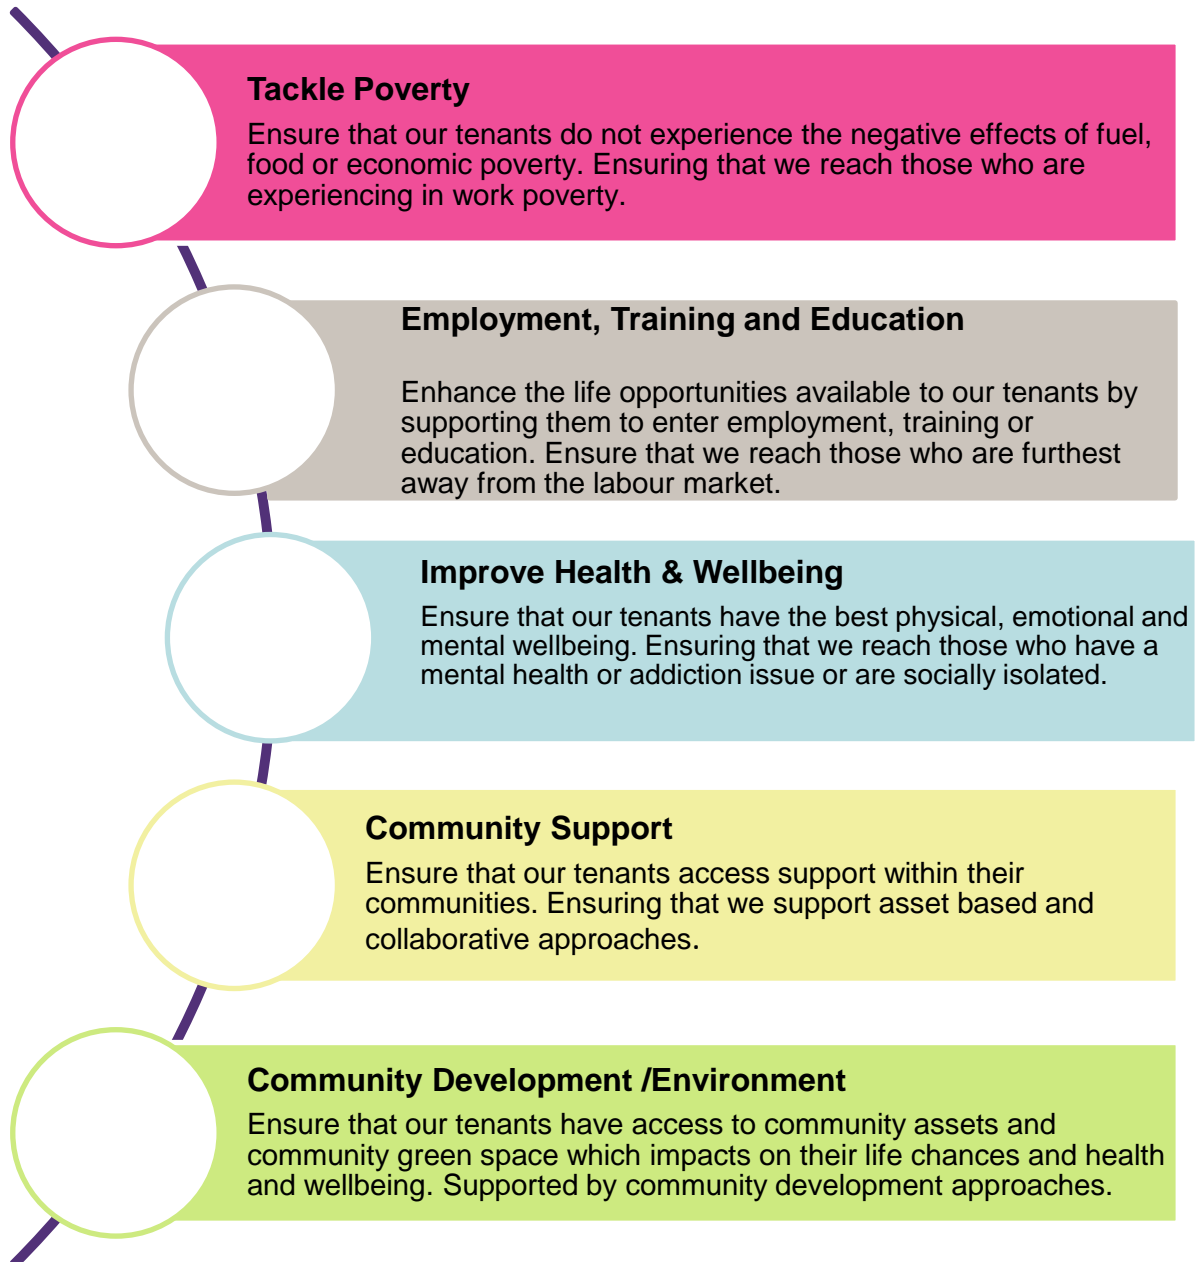 Tackle Poverty
Ensure that our tenants do not experience the negative effects of fuel,
food or economic poverty. Ensuring that we reach those who are
experiencing in work poverty.
Employment, Training and Education
Enhance the life opportunities available to our tenants by
supporting them to enter employment, training or
education. Ensure that we reach those who are furthest
away from the labour market.
Improve Health & Wellbeing
Ensure that our tenants have the best physical, emotional and
mental wellbeing. Ensuring that we reach those who have a
mental health or addiction issue or are socially isolated.
Community Support
Ensure that our tenants access support within their
communities. Ensuring that we support asset based and
collaborative approaches.
Community Development /Environment
Ensure that our tenants have access to community assets and
community green space which impacts on their life chances and health
and wellbeing. Supported by community development approaches.